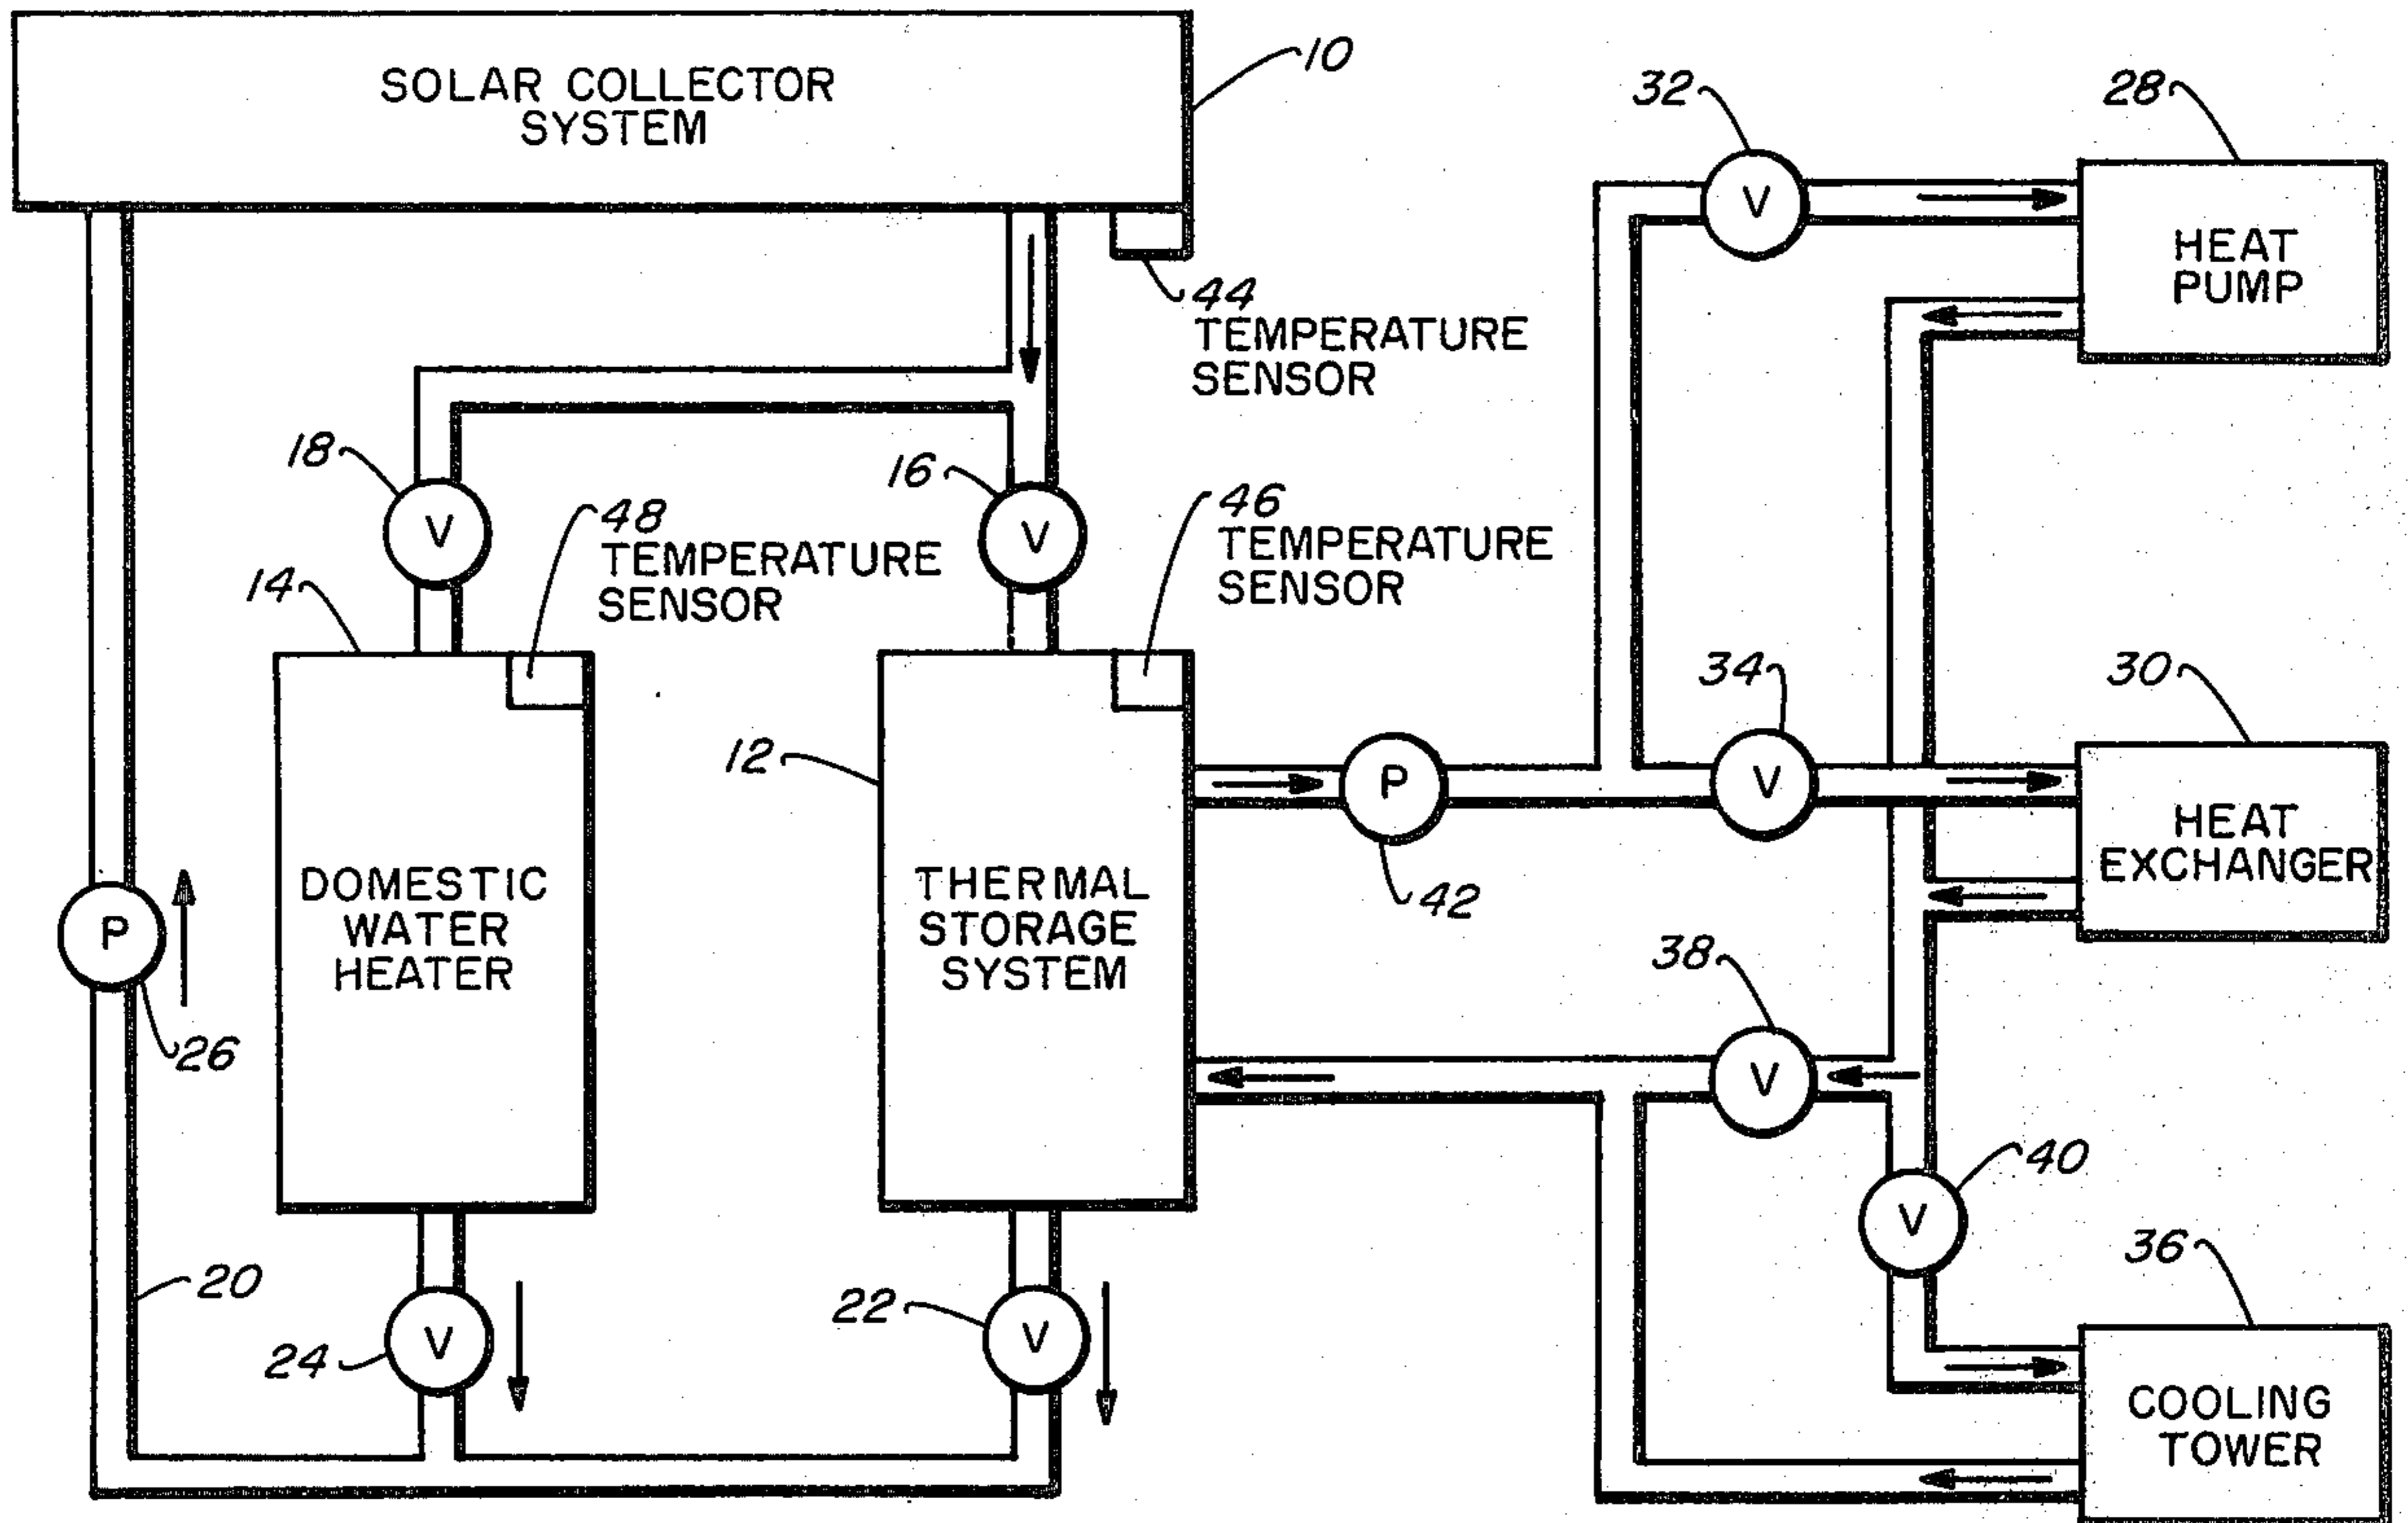 SOLAR COLLECTOR
SYSTEM
10
32
28
V
HEAT
PUMP
44
TEMPERATURE
SENSOR
18
16
48
TEMPERATURE
SENSOR
46
TEMPERATURE
SENSOR
V
V
14
34
30
12
P
V
HEAT
EXCHANGER
42
DOMESTIC
WATER
HEATER
THERMAL
STORAGE
SYSTEM
P
26
38
V
40
V
20
22
24
V
V
36
COOLING
TOWER